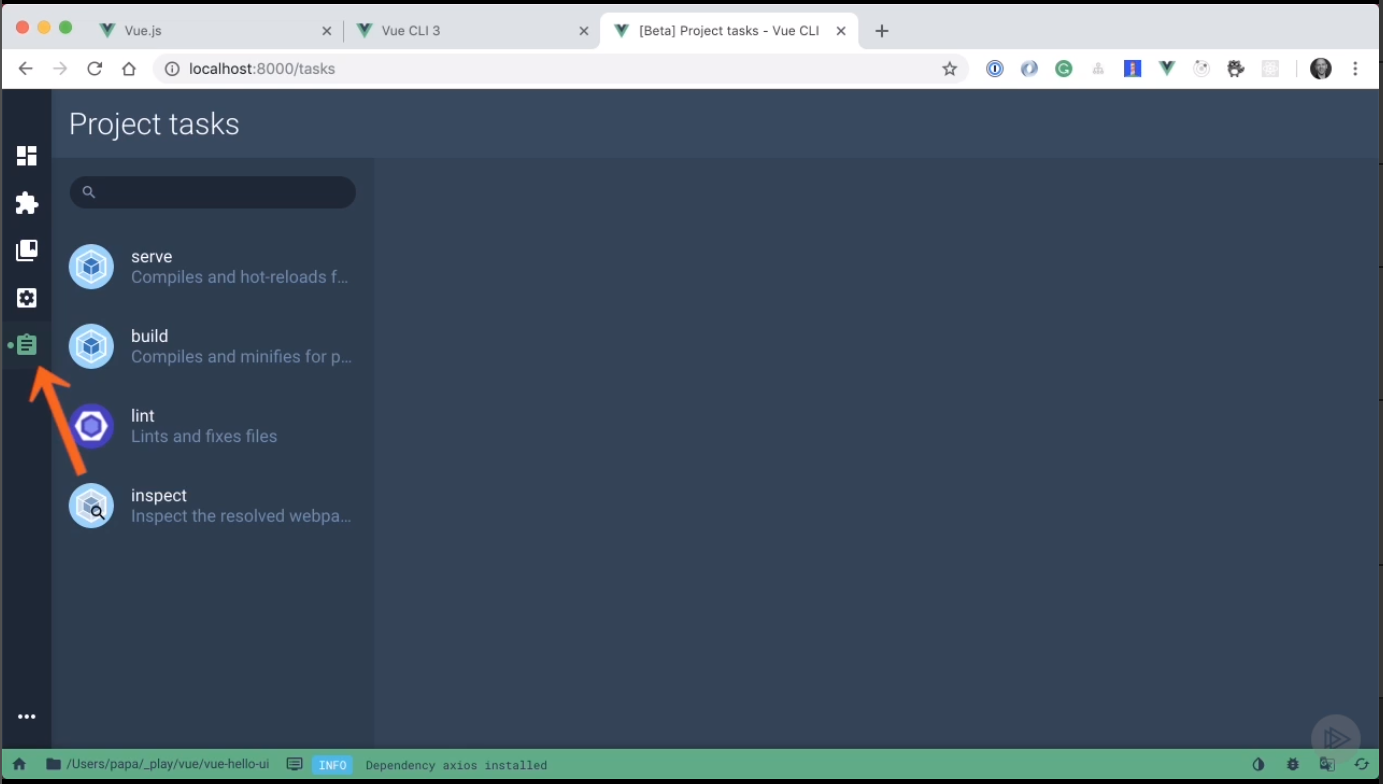 Vue.js
Vue CLI 3
[Beta] Project tasks - Vue CLI
localhost:8000/tasks
Project tasks
serve
Compiles and hot-reloads f...
build
Compiles and minifies for p...
lint
Lints and fixes files
inspect
Inspect the resolved webpa...
/Users/papa/_play/vue/vue-hello-ui INFO Dependency axios installed